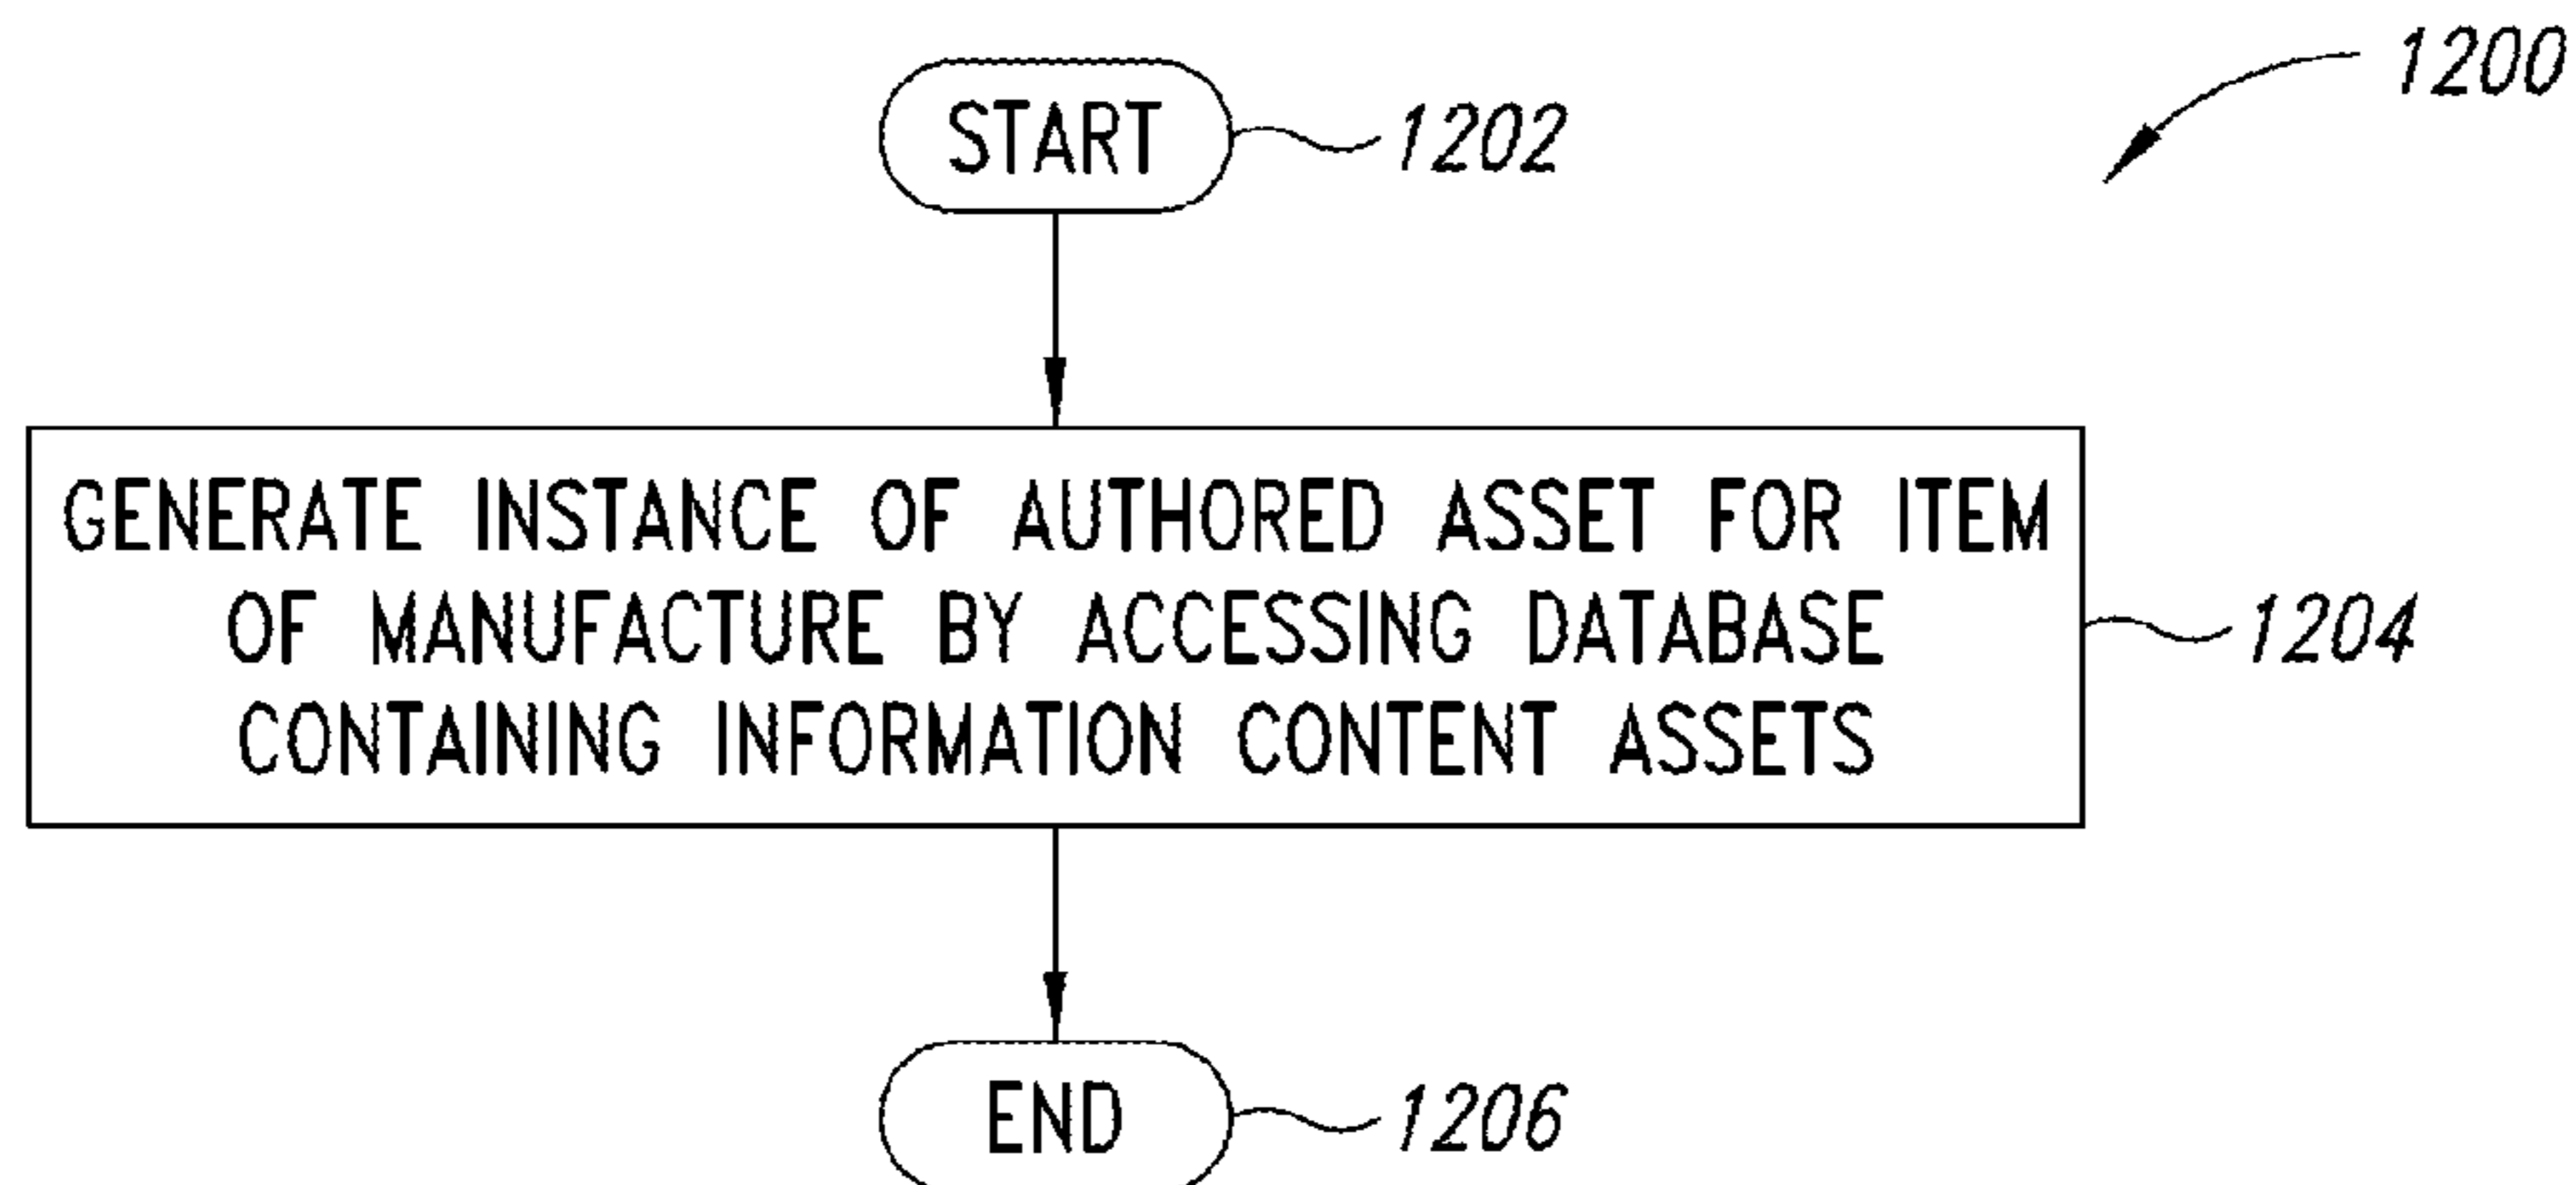 1200
START 1202
GENERATE INSTANCE OF AUTHORED ASSET FOR ITEM
OF MANUFACTURE BY ACCESSING DATABASE
CONTAINING INFORMATION CONTENT ASSETS
1204
END 1206